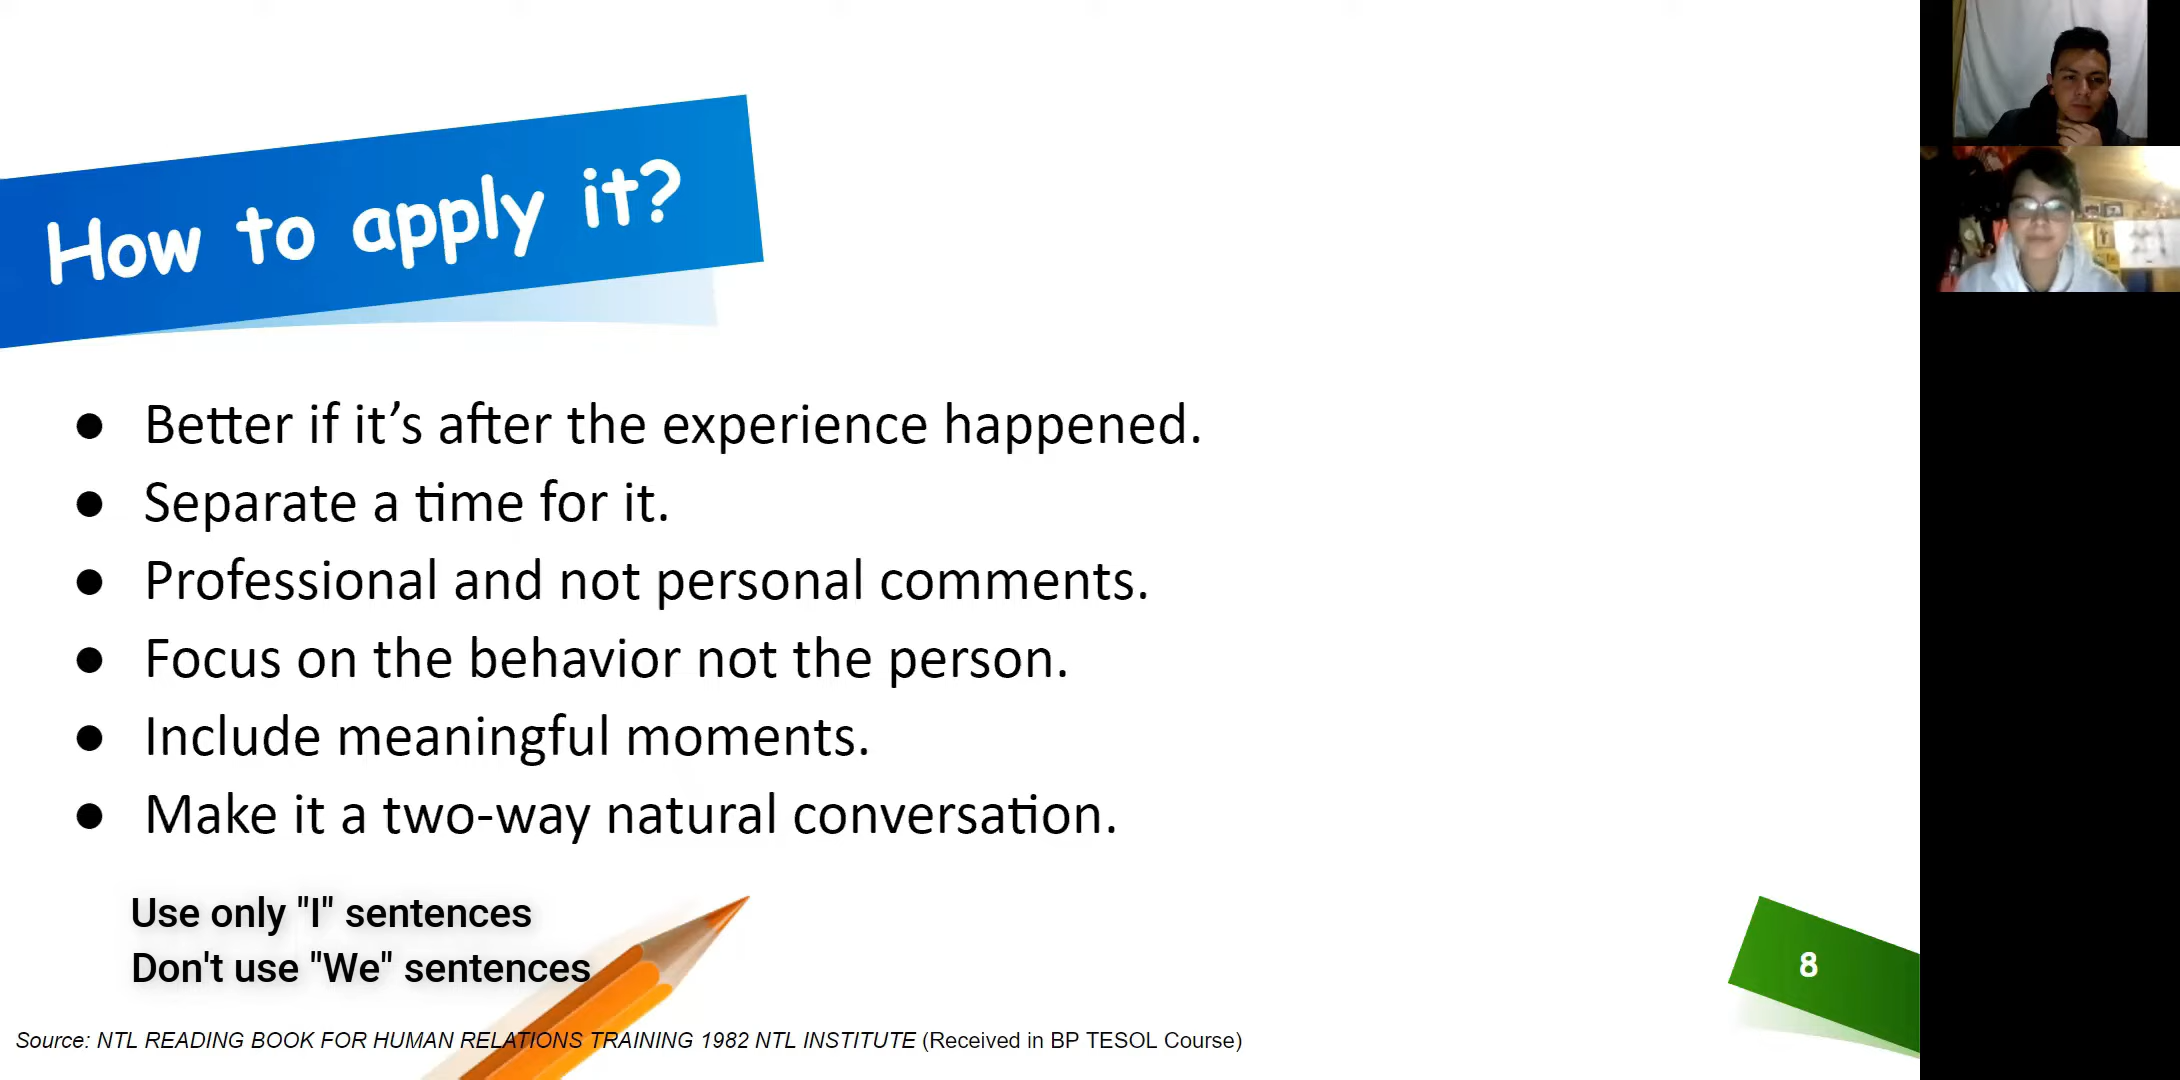 How to apply it?
● Better if it’s after the experience happened.
● Separate a time for it.
● Professional and not personal comments.
● Focus on the behavior not the person.
● Include meaningful moments.
● Make it a two-way natural conversation.
Use only "I" sentences
Don't use "We" sentences
8
Source: NTL READING BOOK FOR HUMAN RELATIONS TRAINING 1982 NTL INSTITUTE (Received in BP TESOL Course)